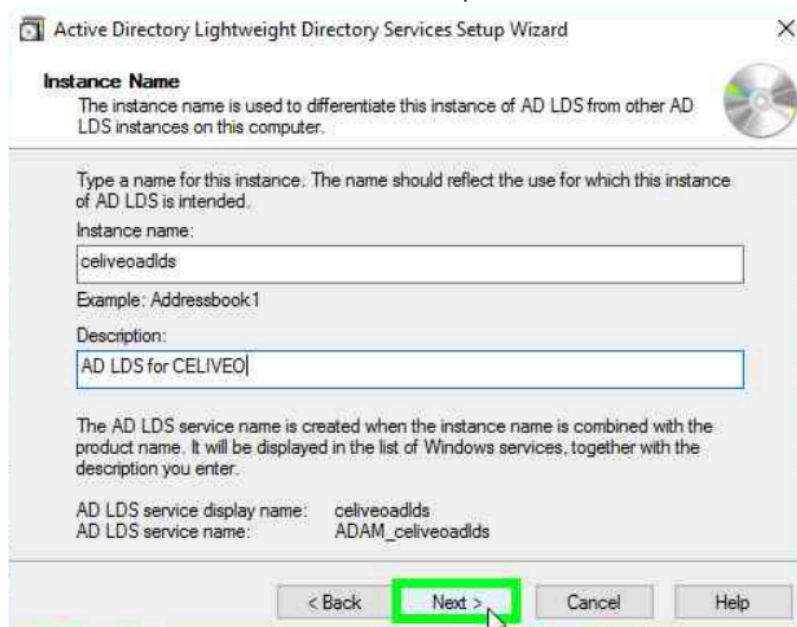 Active Directory Lightweight Directory Services Setup Wizard
Instance Name
The instance name is used to differentiate this instance of AD LDS from other AD
LDS instances on this computer.
Type a name for this instance. The name should reflect the use for which this instance
of AD LDS is intended.
Instance name:
celiveoadlds
Example: Addressbook1
Description:
AD LDS for CELIVEO
The AD LDS service name is created when the instance name is combined with the
product name. It will be displayed in the list of Windows services, together with the
description you enter.
AD LDS service display name: celiveoadlds
AD LDS service name: ADAM_celiveoadlds
< Back Next > Cancel Help